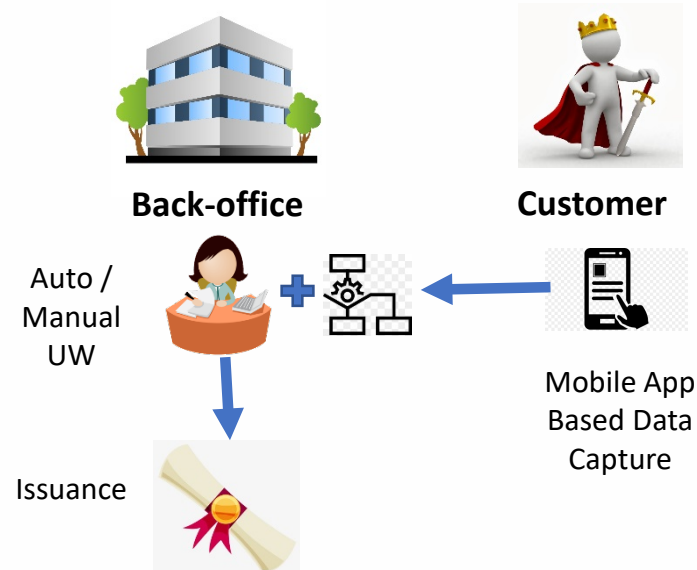 Back-office
Customer
Auto /
Manual
UW
Mobile App
Based Data
Capture
Issuance